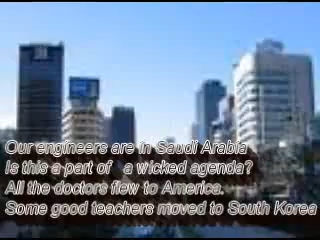 Our engineers are in Saudi Arabia
Is this a part of a wicked agenda?
All the doctors flew to America.
Some good teachers moved to South Korea